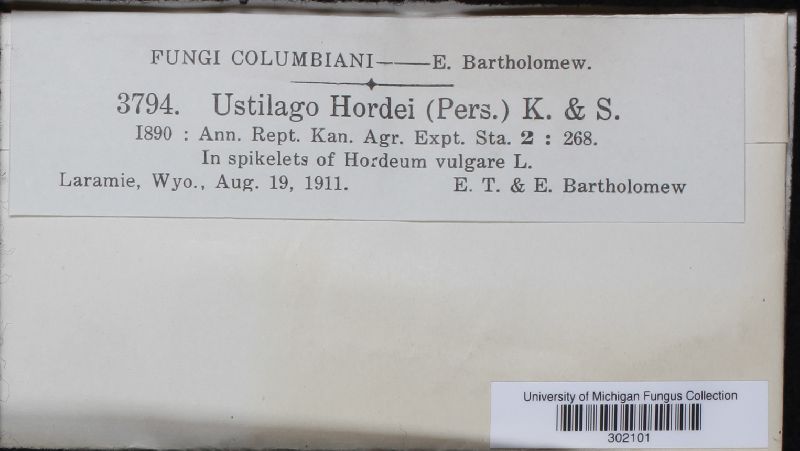 FUNGI COLUMBIANI——E. Bartholomew.
3794. Ustilago Hordei (Pers.) K. & S.
1890 : Ann. Rept. Kan. Agr. Expt. Sta. 2 : 268.
In spikelets of Hordeum vulgare L.
Laramie, Wyo., Aug. 19, 1911. E. T. & E. Bartholomew
University of Michigan Fungus Collection
302101